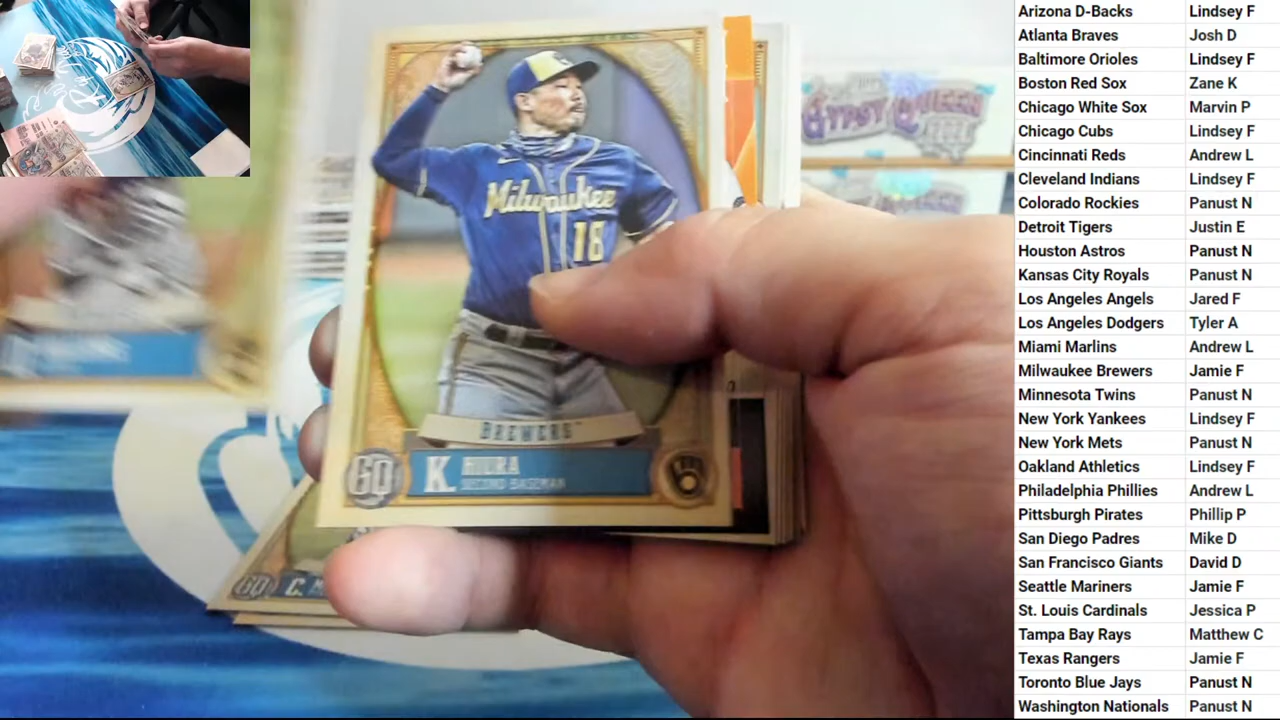 GYPSY QUEEN
Milwaukee
18
BREWERS
GQ
K. HIURA
SECOND BASEMAN
GQ C.
Arizona D-Backs Lindsey F
Atlanta Braves Josh D
Baltimore Orioles Lindsey F
Boston Red Sox Zane K
Chicago White Sox Marvin P
Chicago Cubs Lindsey F
Cincinnati Reds Andrew L
Cleveland Indians Lindsey F
Colorado Rockies Panust N
Detroit Tigers Justin E
Houston Astros Panust N
Kansas City Royals Panust N
Los Angeles Angels Jared F
Los Angeles Dodgers Tyler A
Miami Marlins Andrew L
Milwaukee Brewers Jamie F
Minnesota Twins Panust N
New York Yankees Lindsey F
New York Mets Panust N
Oakland Athletics Lindsey F
Philadelphia Phillies Andrew L
Pittsburgh Pirates Phillip P
San Diego Padres Mike D
San Francisco Giants David D
Seattle Mariners Jamie F
St. Louis Cardinals Jessica P
Tampa Bay Rays Matthew C
Texas Rangers Jamie F
Toronto Blue Jays Panust N
Washington Nationals Panust N